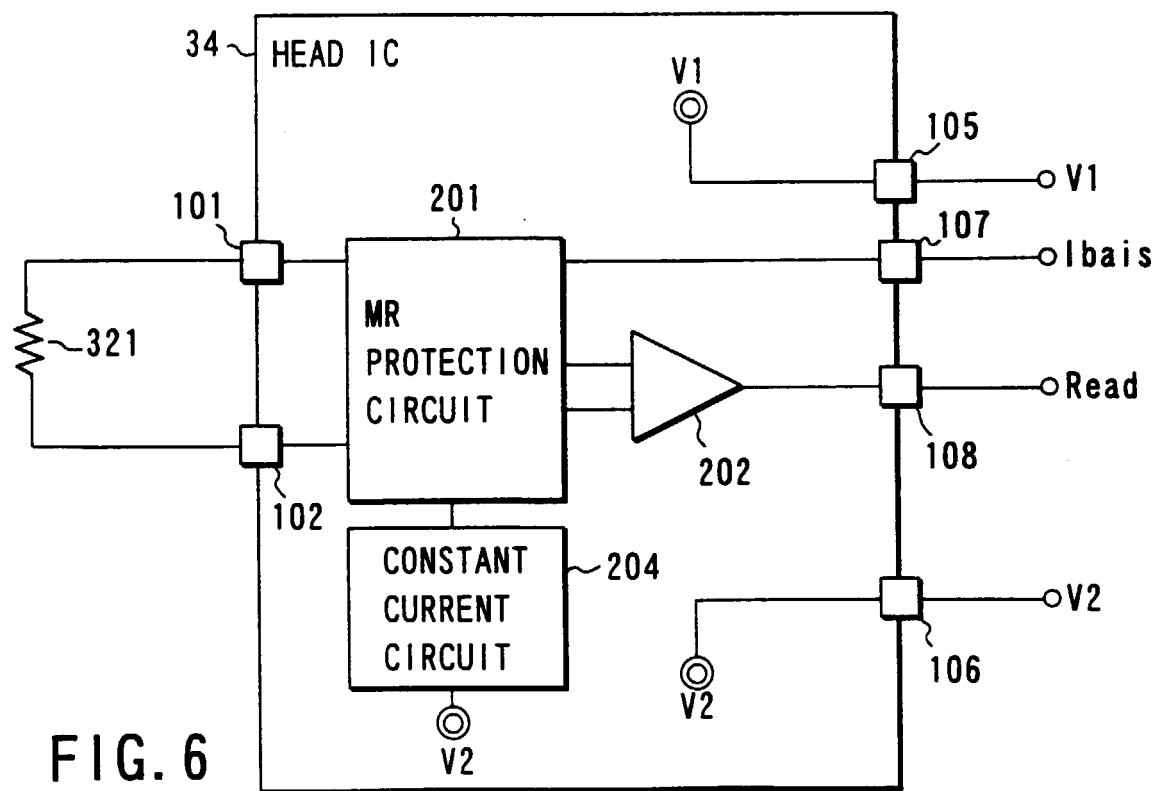 34
HEAD IC
V1
105
V1
101
201
107
Ibais
MR
PROTECTION
CIRCUIT
321
Read
202
108
102
CONSTANT
CURRENT
CIRCUIT
204
V2
106
V2
V2
FIG. 6